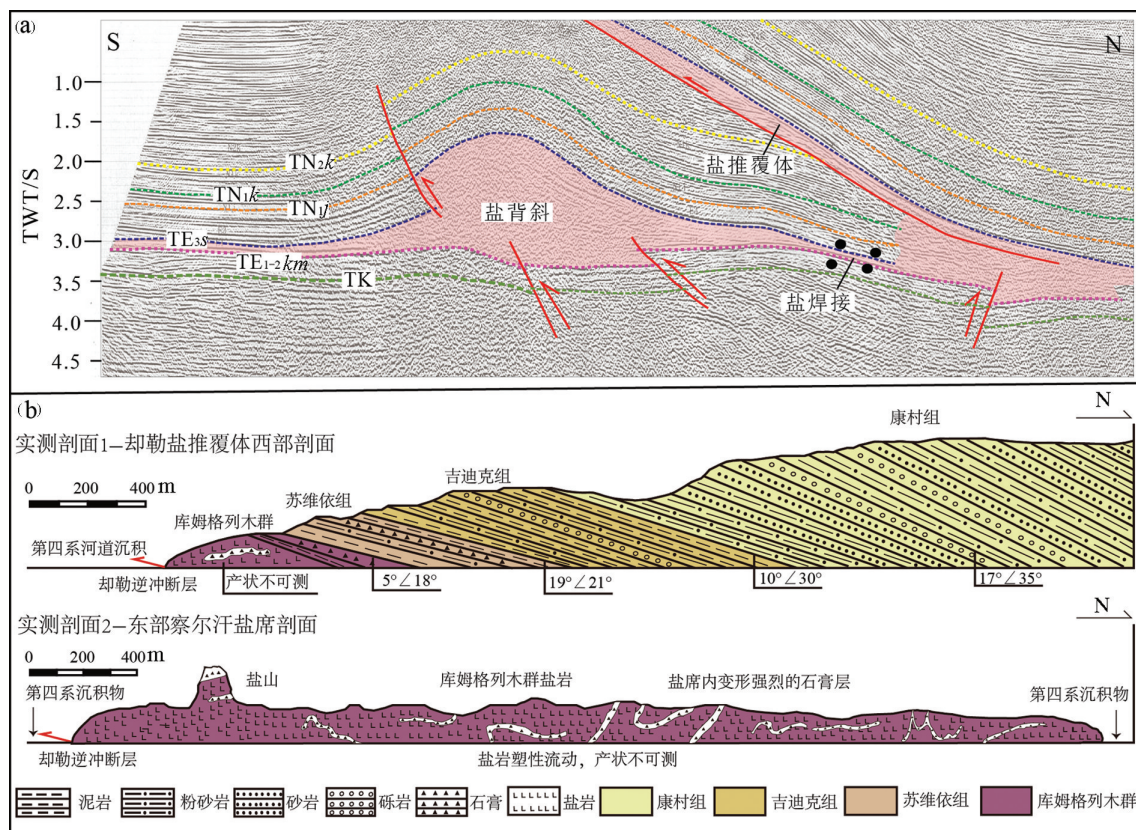 (a)
S
N
TWT/S
1.0
1.5
2.0
2.5
3.0
3.5
4.0
4.5
TN₂k
TN₁k
TN₁j
TE₃s
TE₁₋₂km
TK
盐背斜
盐推覆体
盐焊接
(b)
N
实测剖面1–却勒盐推覆体西部剖面
0 200 400 m
康村组
吉迪克组
苏维依组
库姆格列木群
第四系河道沉积
却勒逆冲断层
产状不可测
5°∠18°
19°∠21°
10°∠30°
17°∠35°
实测剖面2–东部察尔汗盐席剖面
N
0 200 400 m
第四系沉积物
盐山
库姆格列木群盐岩
盐席内变形强烈的石膏层
第四系沉积物
却勒逆冲断层
盐岩塑性流动，产状不可测
泥岩 粉砂岩 砂岩 砾岩 石膏 盐岩 康村组 吉迪克组 苏维依组 库姆格列木群